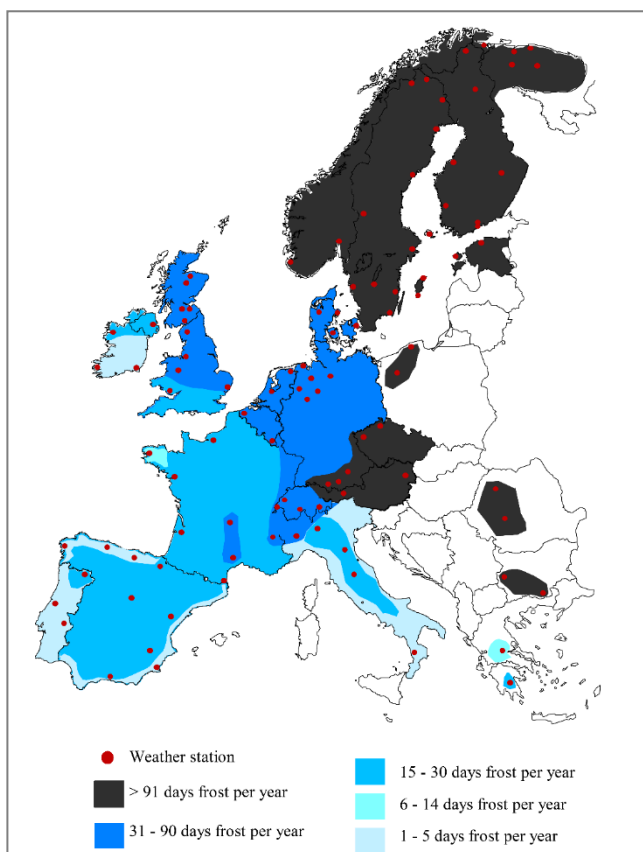 Weather station
> 91 days frost per year
31 - 90 days frost per year
15 - 30 days frost per year
6 - 14 days frost per year
1 - 5 days frost per year